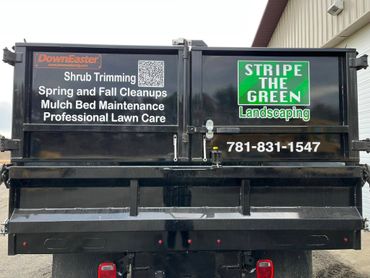 DownEaster
Shrub Trimming
Spring and Fall Cleanups
Mulch Bed Maintenance
Professional Lawn Care
STRIPE
THE
GREEN
Landscaping
781-831-1547